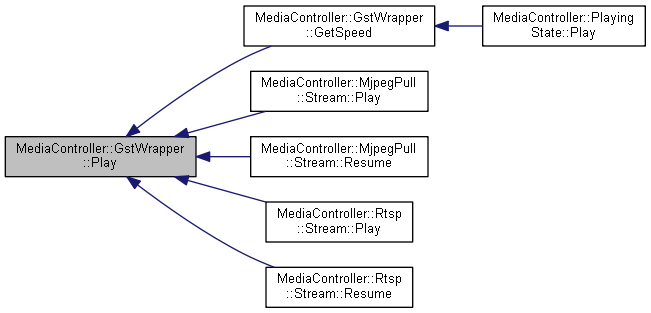 MediaController::GstWrapper
::GetSpeed
MediaController::Playing
State::Play
MediaController::MjpegPull
::Stream::Play
MediaController::GstWrapper
::Play
MediaController::MjpegPull
::Stream::Resume
MediaController::Rtsp
::Stream::Play
MediaController::Rtsp
::Stream::Resume